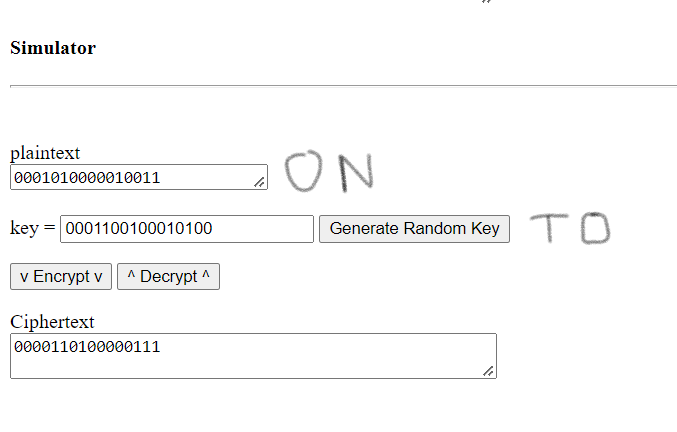 Simulator
plaintext
0001010000010011 ON
key = 0001100100010100 Generate Random Key TO
v Encrypt v ^ Decrypt ^
Ciphertext
0000110100000111